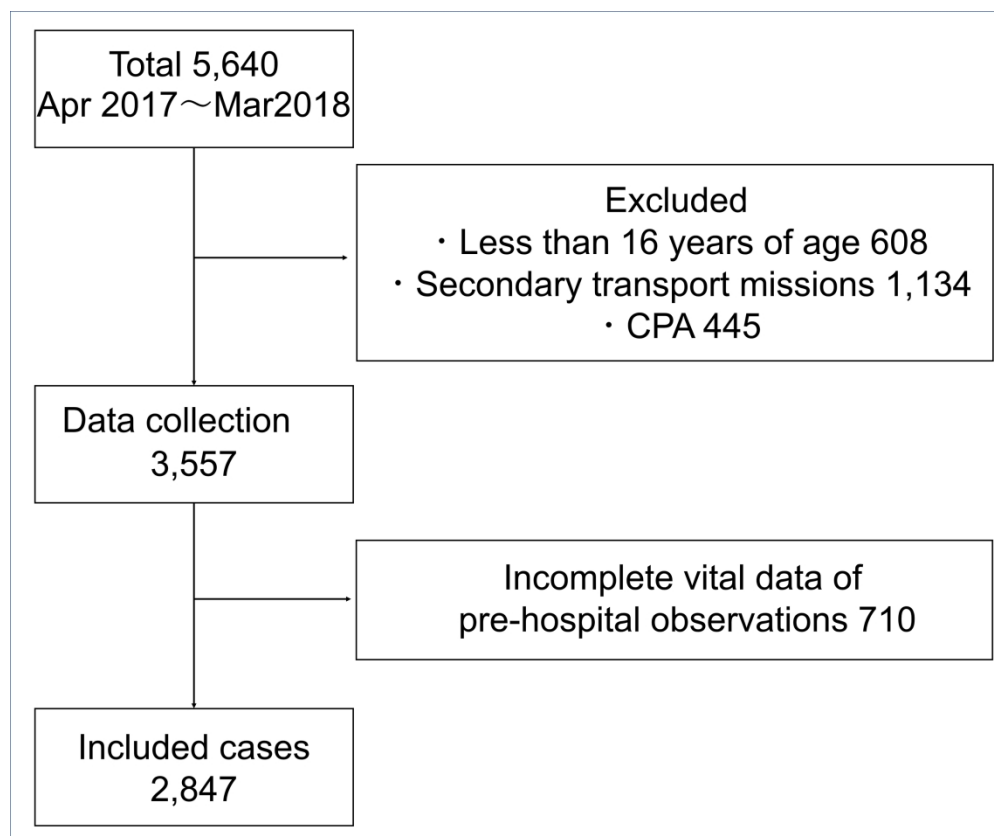 Total 5,640
Apr 2017～Mar2018
Excluded
・Less than 16 years of age 608
・Secondary transport missions 1,134
・CPA 445
Data collection
3,557
Incomplete vital data of
pre-hospital observations 710
Included cases
2,847